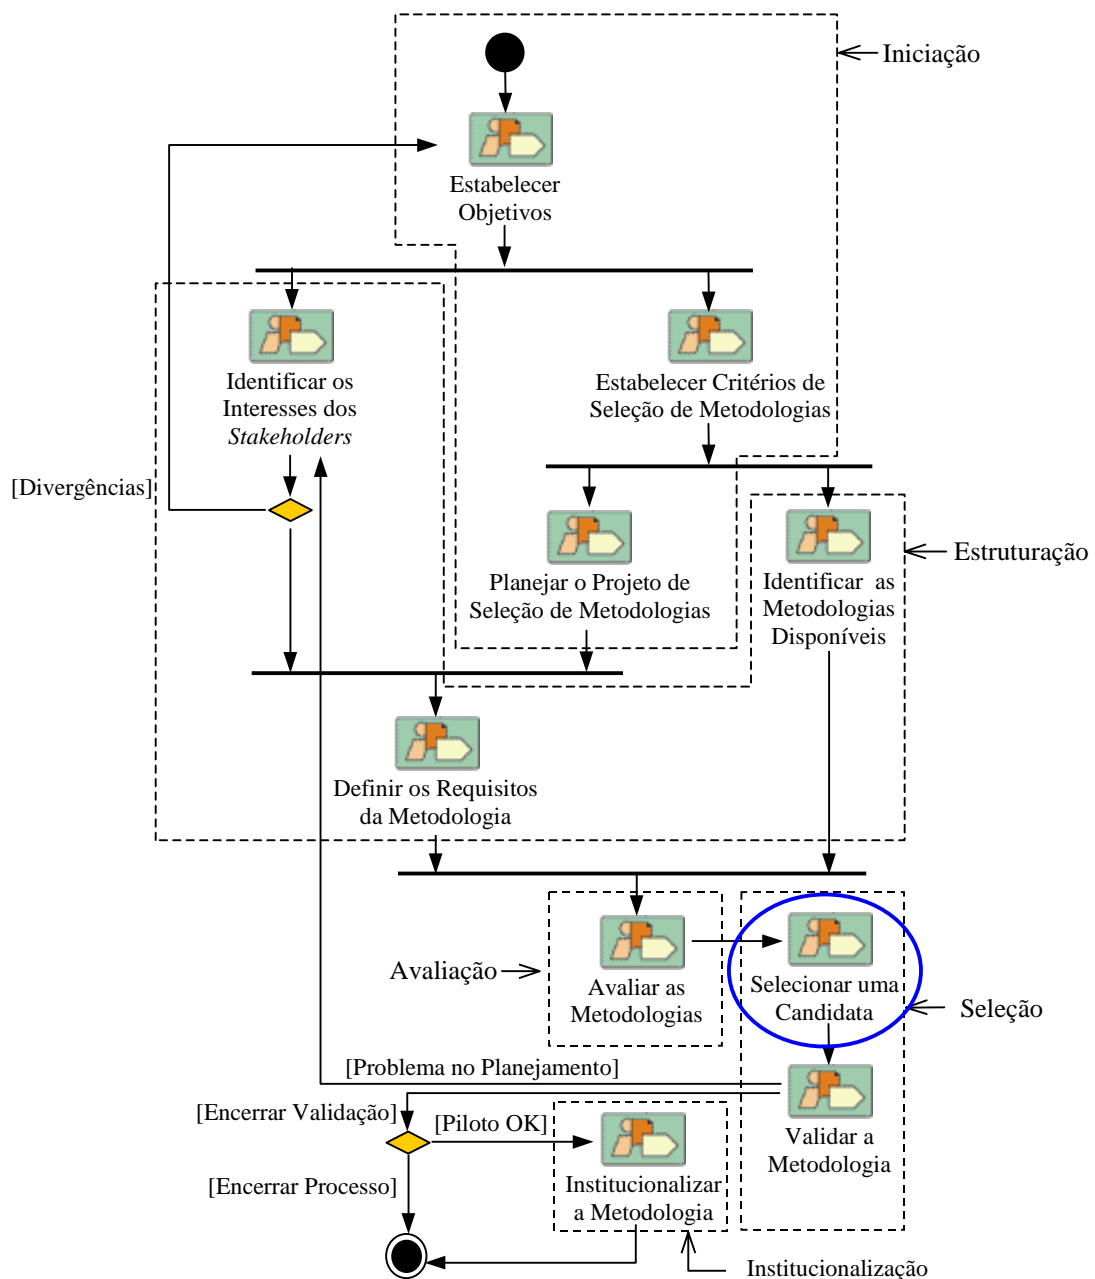 Iniciação
Estabelecer
Objetivos
Identificar os
Interesses dos
Stakeholders
Estabelecer Critérios de
Seleção de Metodologias
[Divergências]
Planejar o Projeto de
Seleção de Metodologias
Identificar as
Metodologias
Disponíveis
Estruturação
Definir os Requisitos
da Metodologia
Avaliação
Avaliar as
Metodologias
Selecionar uma
Candidata
Seleção
[Problema no Planejamento]
[Encerrar Validação]
[Piloto OK]
Validar a
Metodologia
[Encerrar Processo]
Institucionalizar
a Metodologia
Institucionalização